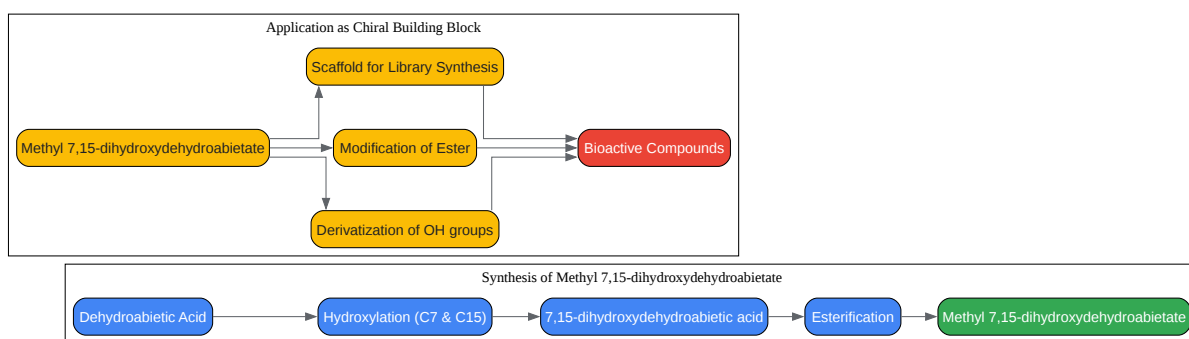 Application as Chiral Building Block
Scaffold for Library Synthesis
Methyl 7,15-dihydroxydehydroabietate
Modification of Ester
Bioactive Compounds
Derivatization of OH groups
Synthesis of Methyl 7,15-dihydroxydehydroabietate
Dehydroabietic Acid
Hydroxylation (C7 & C15)
7,15-dihydroxydehydroabietic acid
Esterification
Methyl 7,15-dihydroxydehydroabietate